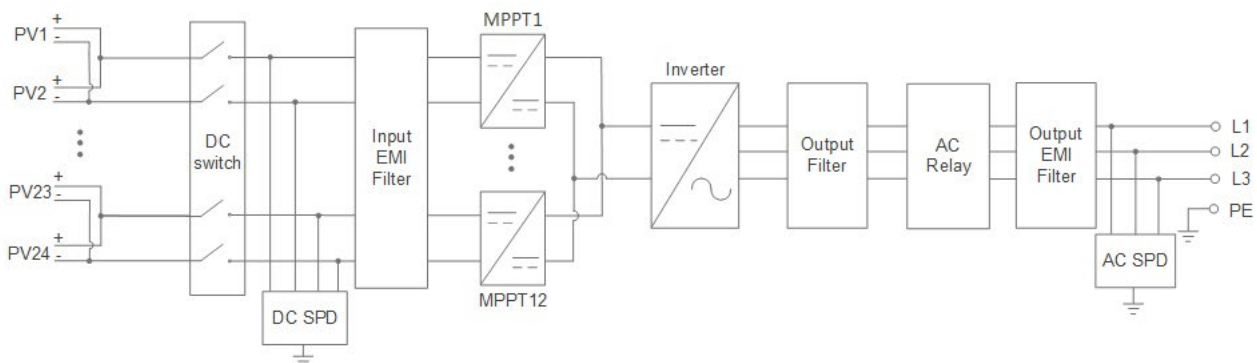 PV1
+
-
PV2
+
-
PV23
+
-
PV24
+
-
DC
switch
DC SPD
Input
EMI
Filter
MPPT1
MPPT12
Inverter
Output
Filter
AC
Relay
Output
EMI
Filter
L1
L2
L3
PE
AC SPD